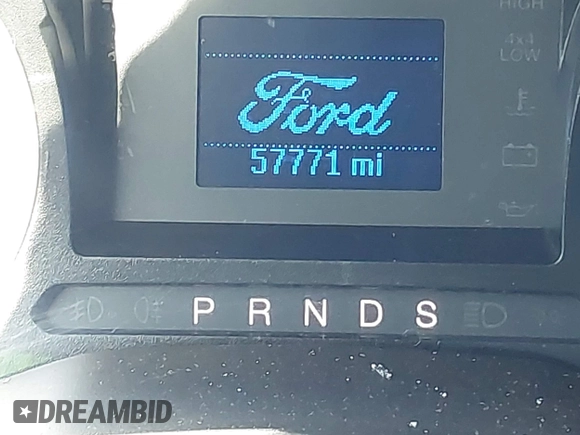 HIGH
4x4
LOW
Ford
57771 mi
P R N D S
DREAMBID